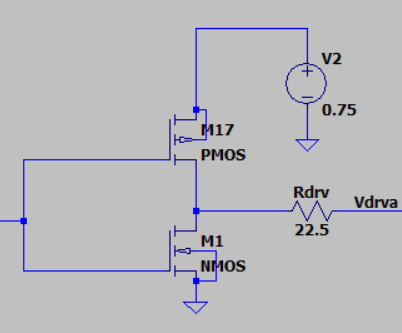 V2
0.75
M17
PMOS
Rdrv
Vdrva
22.5
M1
NMOS